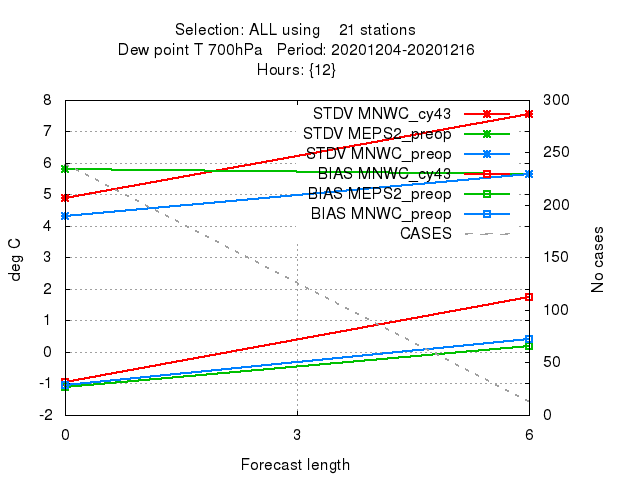 Selection: ALL using    21 stations
Dew point T 700hPa   Period: 20201204-20201216
Hours: {12}
8
7
6
5
4
3
2
1
0
-1
-2
deg C
300
250
200
150
100
50
0
No cases
STDV MNWC_cy43
STDV MEPS2_preop
STDV MNWC_preop
BIAS MNWC_cy43
BIAS MEPS2_preop
BIAS MNWC_preop
CASES
0
3
6
Forecast length